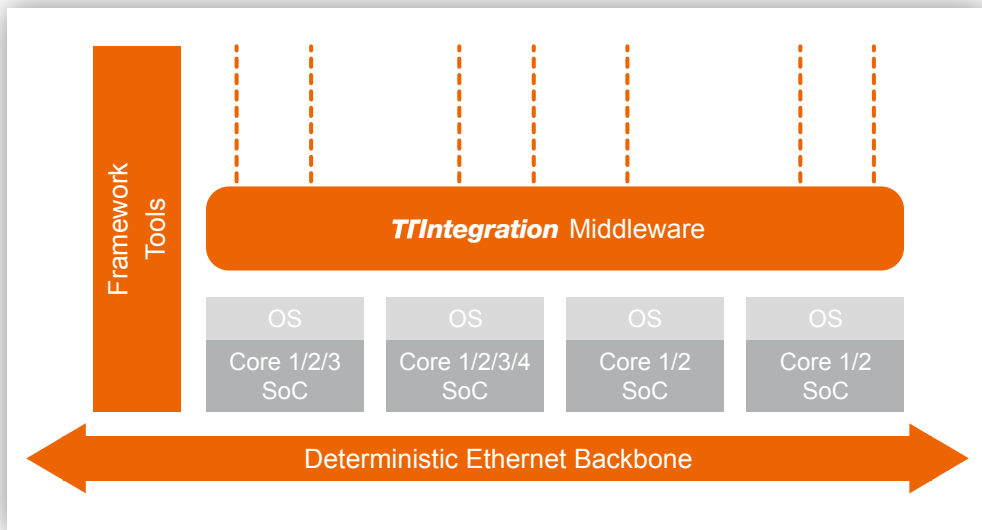 Framework
Tools
TTIntegration Middleware
OS
OS
OS
OS
Core 1/2/3
SoC
Core 1/2/3/4
SoC
Core 1/2
SoC
Core 1/2
SoC
Deterministic Ethernet Backbone